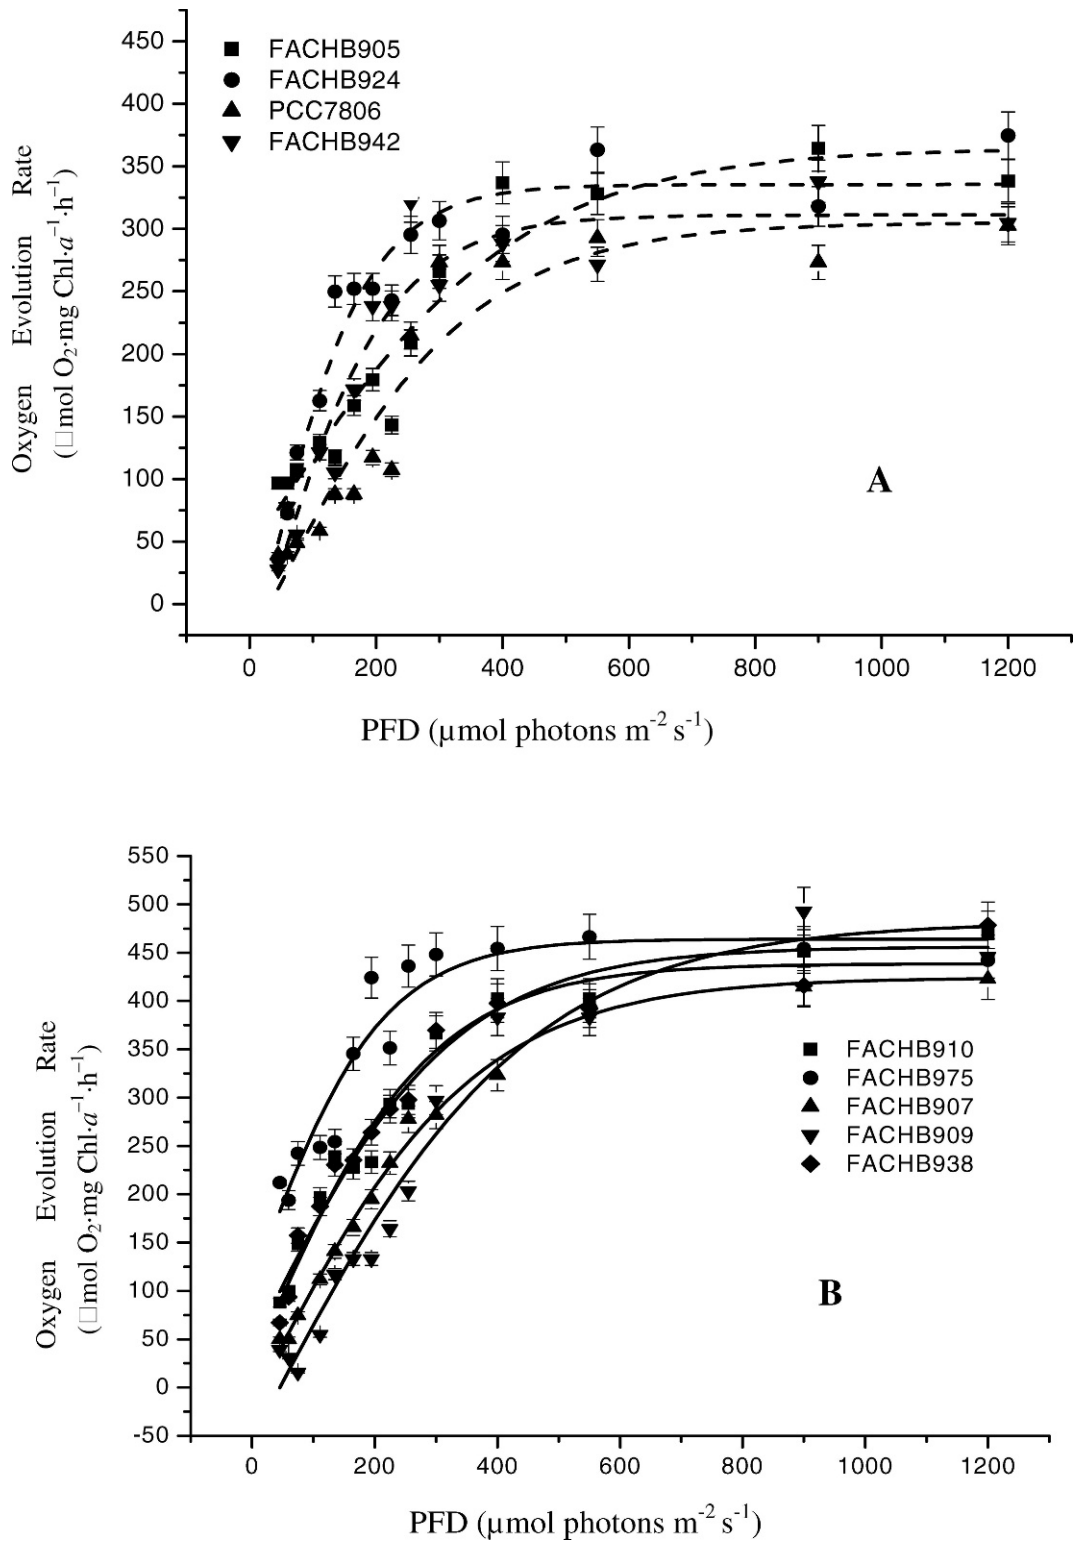 450
400
350
300
250
200
150
100
50
0
FACHB905
FACHB924
PCC7806
FACHB942
Oxygen Evolution Rate
(□mol O₂·mg Chl·a⁻¹·h⁻¹)
A
0 200 400 600 800 1000 1200
PFD (µmol photons m⁻² s⁻¹)
550
500
450
400
350
300
250
200
150
100
50
0
-50
Oxygen Evolution Rate
(□mol O₂·mg Chl·a⁻¹·h⁻¹)
FACHB910
FACHB975
FACHB907
FACHB909
FACHB938
B
0 200 400 600 800 1000 1200
PFD (µmol photons m⁻² s⁻¹)